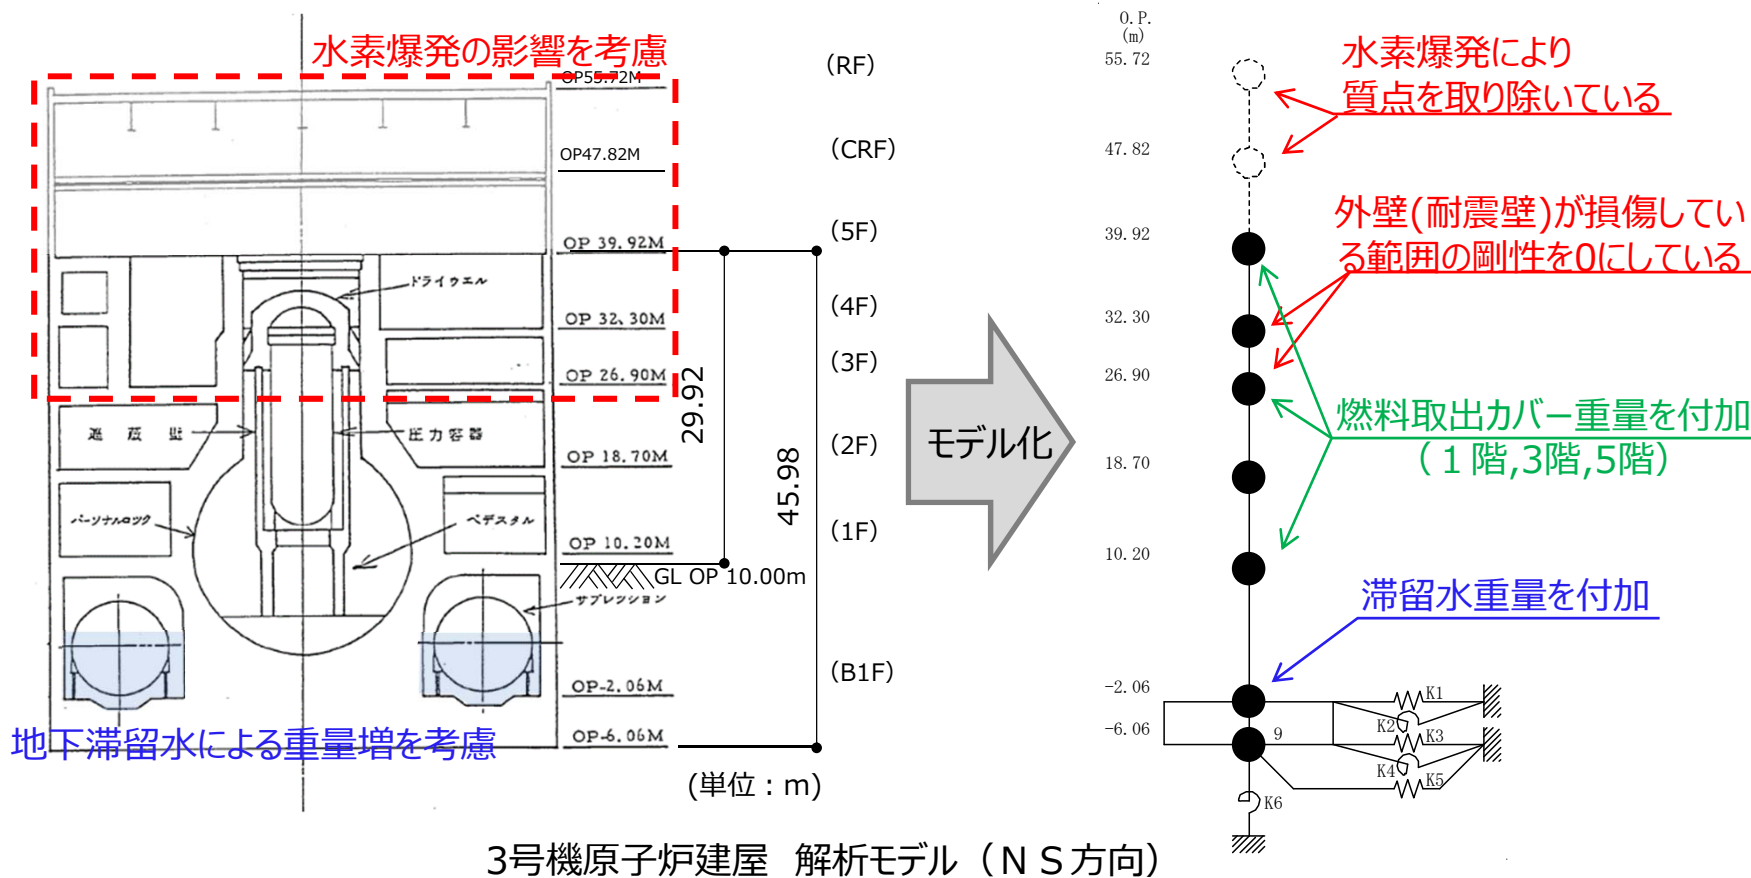 水素爆発の影響を考慮
OP55.72M
OP47.82M
OP 39.92M
OP 32.30M
OP 26.90M
OP 18.70M
OP 10.20M
GL OP 10.00m
OP-2.06M
OP-6.06M
ドライウエル
遮蔽壁
圧力容器
パーソナルロック
ペデスタル
サプレッション
地下滞留水による重量増を考慮
29.92
45.98
(単位：m)
（RF）
（CRF）
（5F）
（4F）
（3F）
（2F）
（1F）
（B1F）
モデル化
O.P.
(m)
55.72
47.82
39.92
32.30
26.90
18.70
10.20
-2.06
-6.06
水素爆発により
質点を取り除いている
外壁(耐震壁)が損傷してい
る範囲の剛性を0にしている
燃料取出カバー重量を付加
（１階,3階,5階）
滞留水重量を付加
K1
K2
9
K3
K4
K5
K6
3号機原子炉建屋 解析モデル（ＮＳ方向）